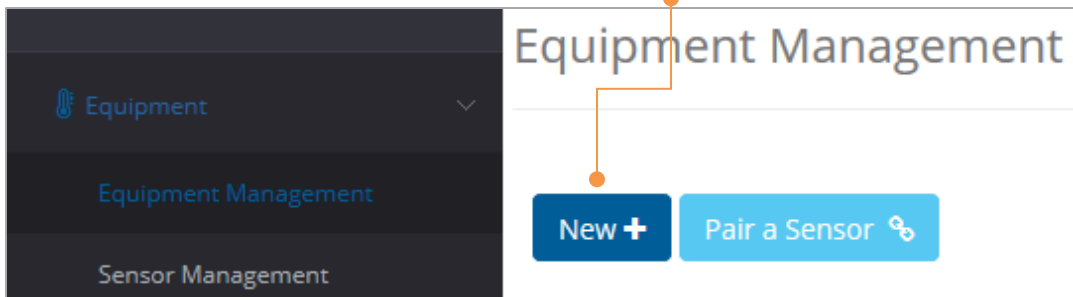 Equipment
Equipment Management
Sensor Management
Equipment Management
New
Pair a Sensor